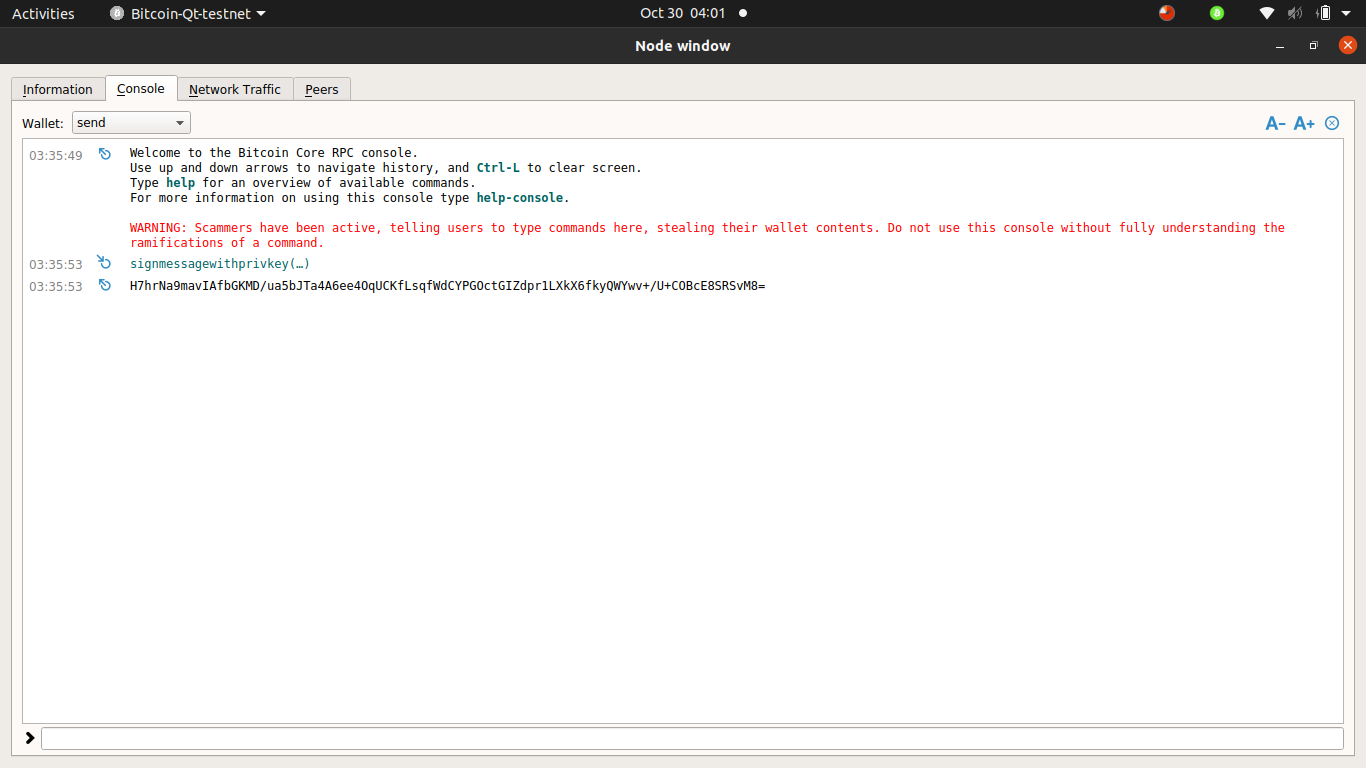 Activities
Bitcoin-Qt-testnet
Oct 30 04:01
Node window
Information
Console
Network Traffic
Peers
Wallet:
send
A-
A+
03:35:49
Welcome to the Bitcoin Core RPC console.
Use up and down arrows to navigate history, and Ctrl-L to clear screen.
Type help for an overview of available commands.
For more information on using this console type help-console.
WARNING: Scammers have been active, telling users to type commands here, stealing their wallet contents. Do not use this console without fully understanding the
ramifications of a command.
03:35:53
signmessagewithprivkey(…)
03:35:53
H7hrNa9mavIAfbGKMD/ua5bJTa4A6ee4OqUCKfLsqfWdCYPGOctGIZdpr1LXkX6fkyQWYwv+/U+COBcE8SRSvM8=